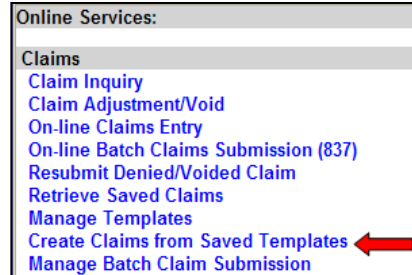 Online Services:
Claims
Claim Inquiry
Claim Adjustment/Void
On-line Claims Entry
On-line Batch Claims Submission (837)
Resubmit Denied/Voided Claim
Retrieve Saved Claims
Manage Templates
Create Claims from Saved Templates
Manage Batch Claim Submission